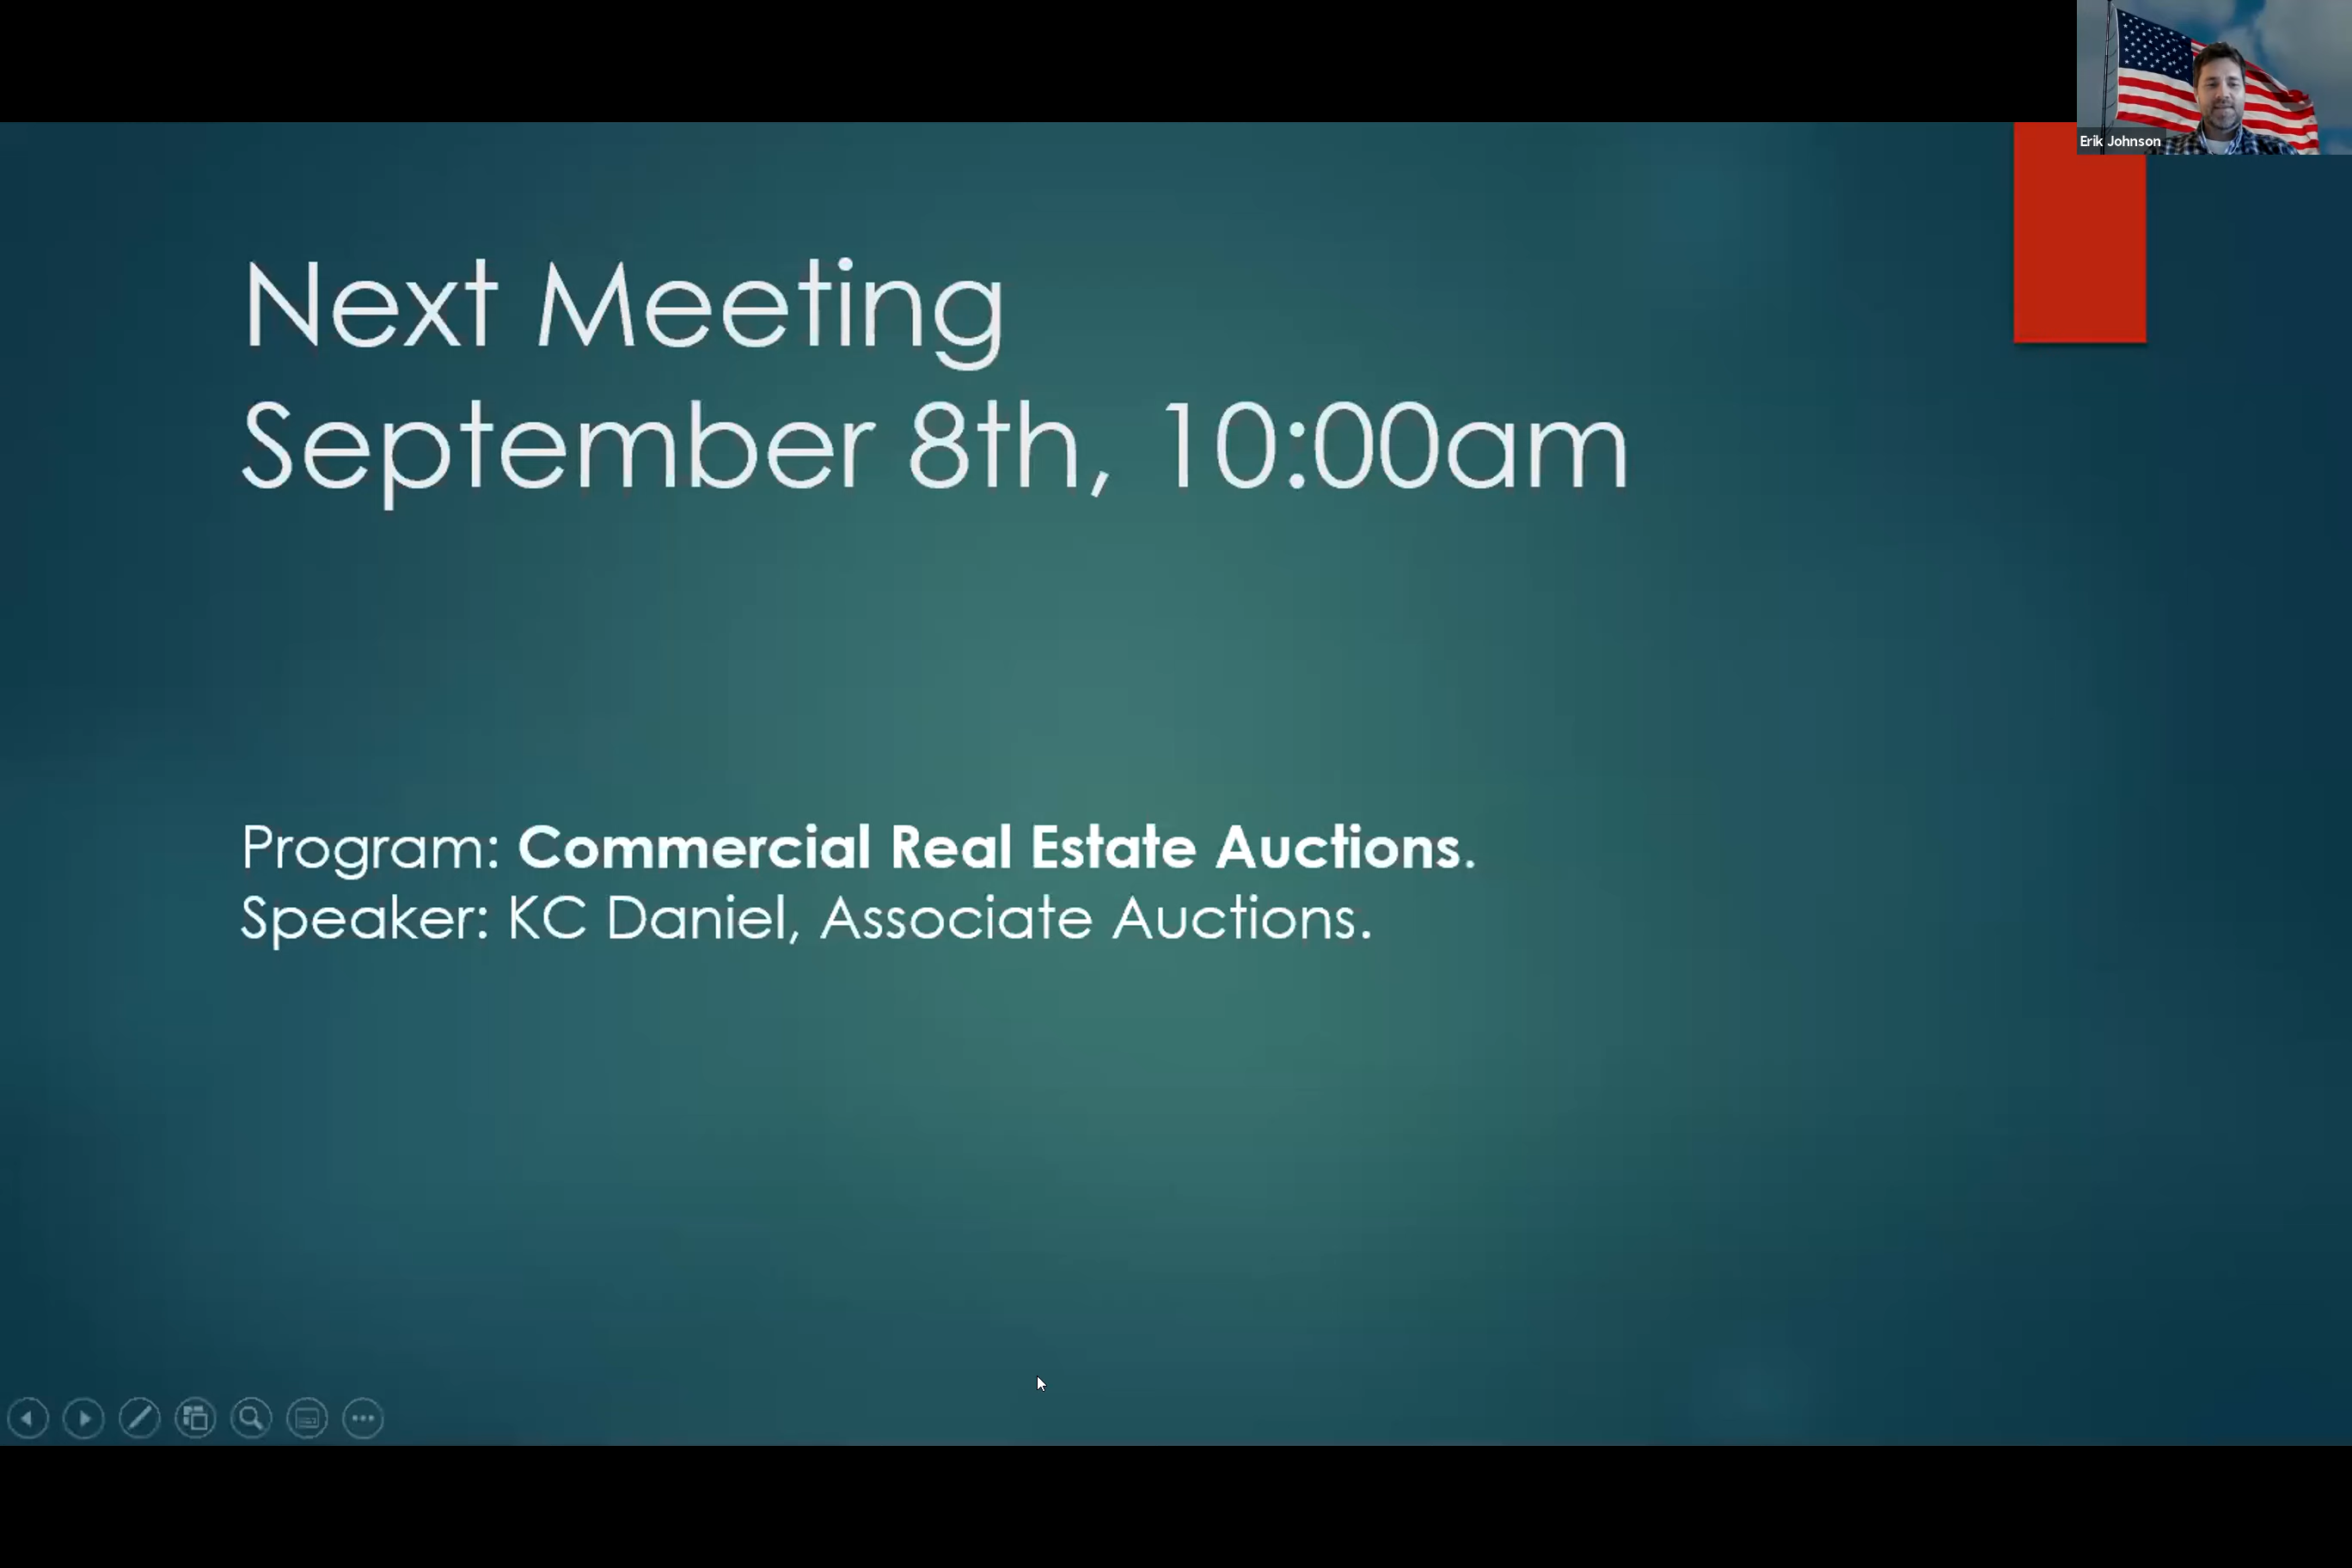 Erik Johnson
Next Meeting
September 8th, 10:00am
Program: Commercial Real Estate Auctions.
Speaker: KC Daniel, Associate Auctions.